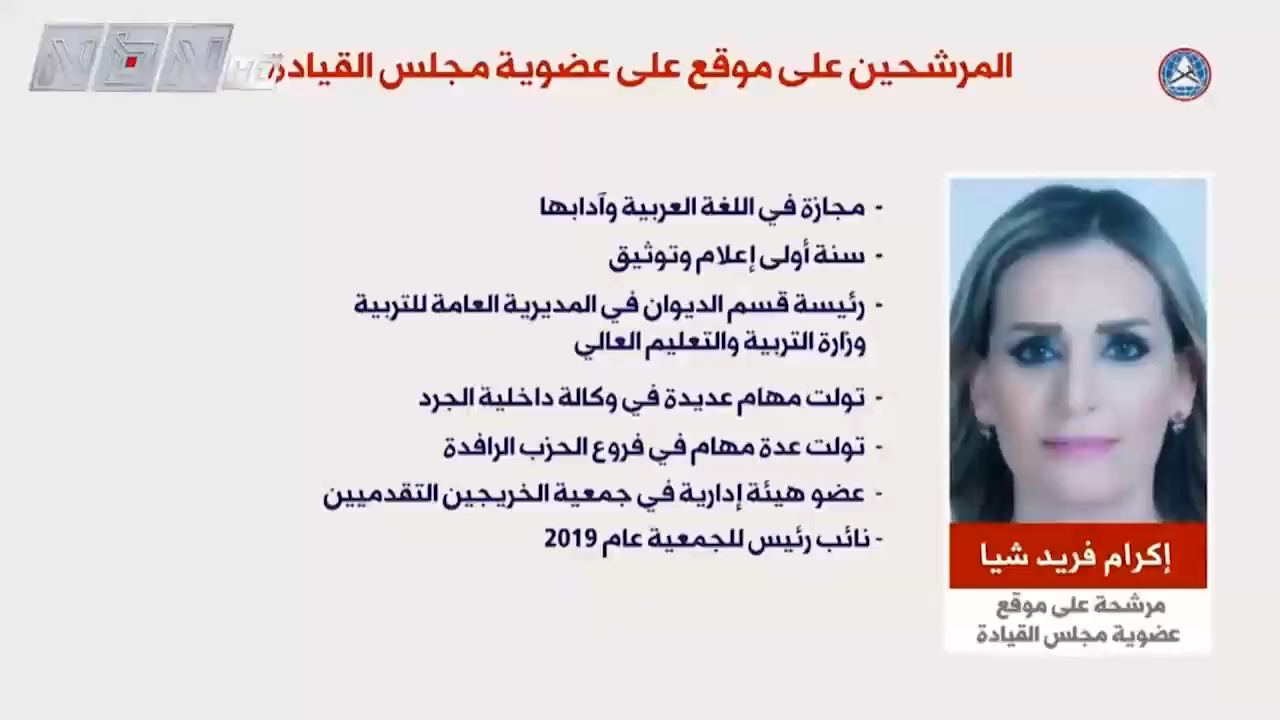 المرشحين على موقع على عضوية مجلس القيادة
NBN HD
- مجازة في اللغة العربية وآدابها
- سنة أولى إعلام وتوثيق
- رئيسة قسم الديوان في المديرية العامة للتربية
وزارة التربية والتعليم العالي
- تولت مهام عديدة في وكالة داخلية الجرد
- تولت عدة مهام في فروع الحزب الرافدة
- عضو هيئة إدارية في جمعية الخريجين التقدميين
- نائب رئيس للجمعية عام 2019
إكرام فريد شيا
مرشحة على موقع
عضوية مجلس القيادة